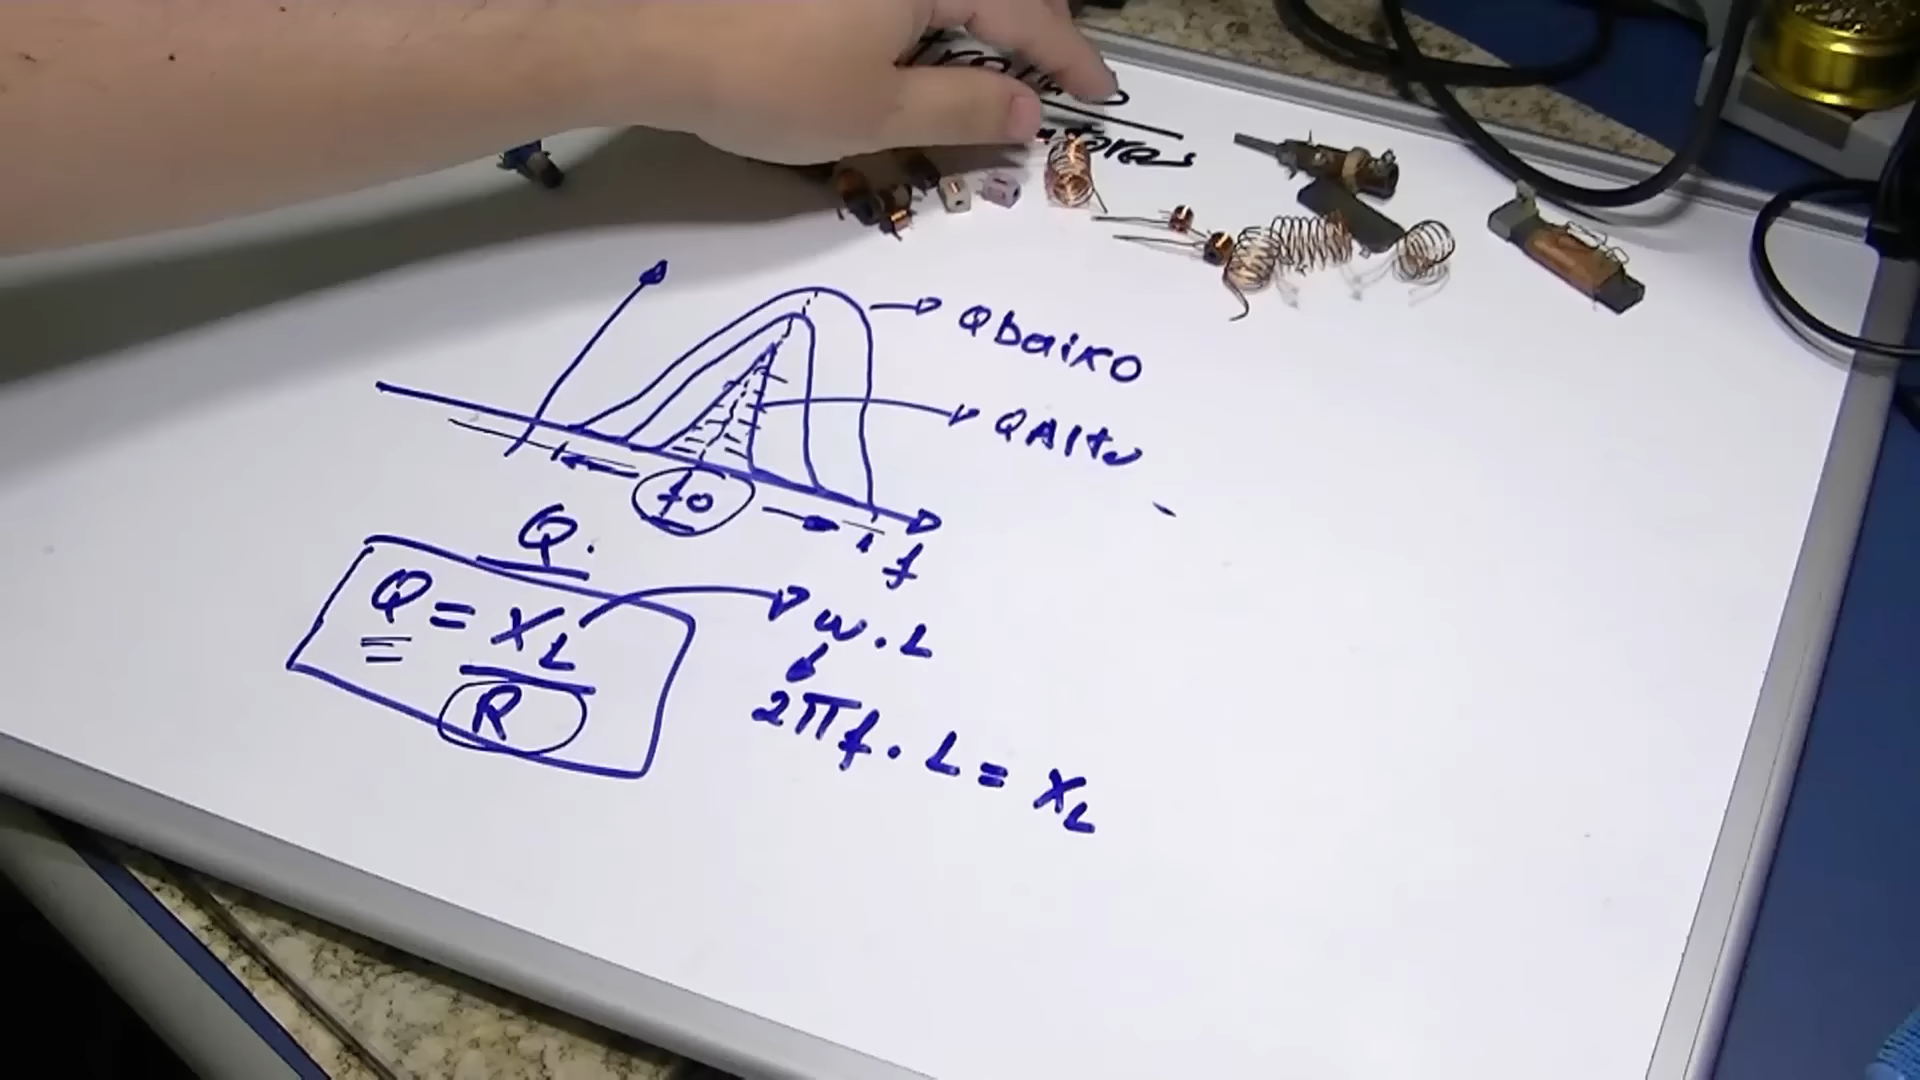 Q baixo
Q Alto
fo
f
Q.
Q = XL
R
w.L
2πf.L = XL